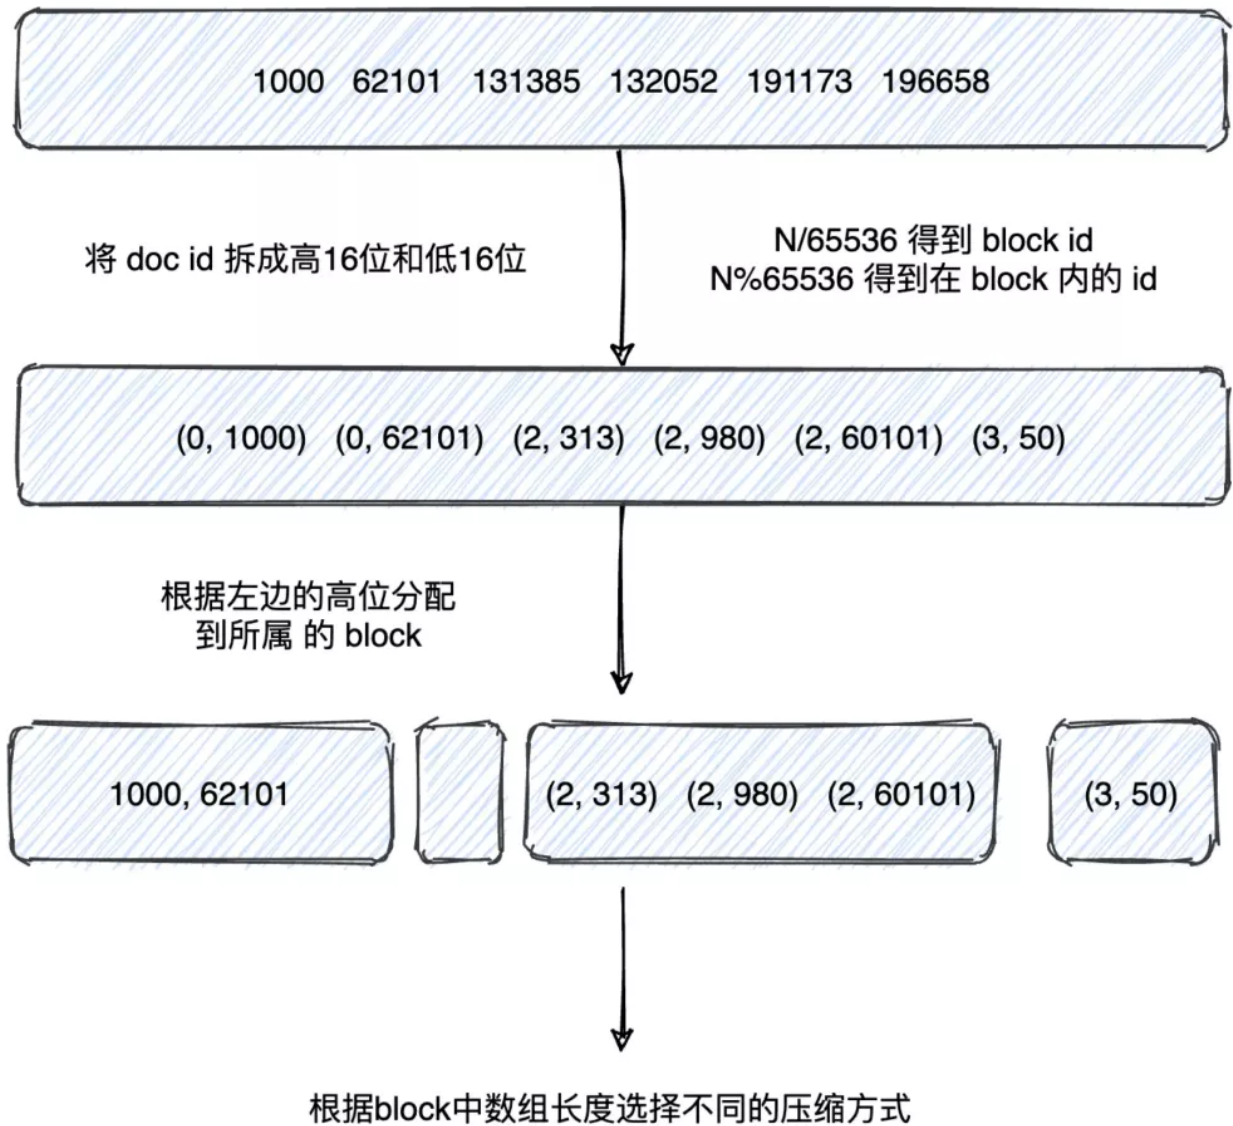 1000 62101 131385 132052 191173 196658
将 doc id 拆成高16位和低16位
N/65536 得到 block id
N%65536 得到在 block 内的 id
(0, 1000) (0, 62101) (2, 313) (2, 980) (2, 60101) (3, 50)
根据左边的高位分配
到所属 的 block
1000, 62101
(2, 313) (2, 980) (2, 60101)
(3, 50)
根据block中数组长度选择不同的压缩方式